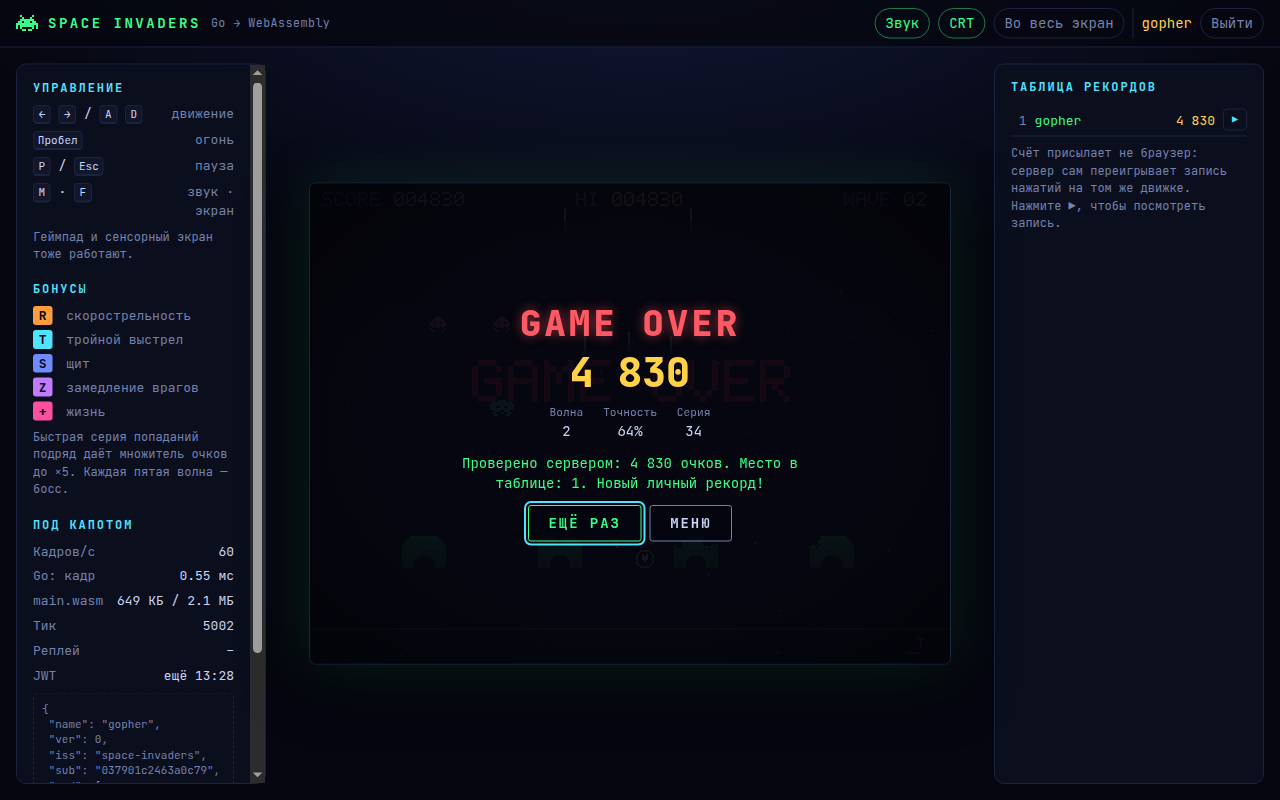 SPACE INVADERS Go → WebAssembly
Звук CRT Во весь экран gopher Выйти
УПРАВЛЕНИЕ
← → / A D движение
Пробел огонь
P / Esc пауза
M · F звук ·
экран
Геймпад и сенсорный экран
тоже работают.
БОНУСЫ
R скорострельность
T тройной выстрел
S щит
Z замедление врагов
+ жизнь
Быстрая серия попаданий
подряд даёт множитель очков
до ×5. Каждая пятая волна —
босс.
ПОД КАПОТОМ
Кадров/с 60
Go: кадр 0.55 мс
main.wasm 649 КБ / 2.1 МБ
Тик 5002
Реплей —
JWT ещё 13:28
{
"name": "gopher",
"ver": 0,
"iss": "space-invaders",
"sub": "037901c2463a0c79",
SCORE 004830 HI 004830 WAVE 02
GAME OVER
GAME OVER
4 830
Волна Точность Серия
2 64% 34
Проверено сервером: 4 830 очков. Место в
таблице: 1. Новый личный рекорд!
ЕЩЁ РАЗ МЕНЮ
ТАБЛИЦА РЕКОРДОВ
1 gopher 4 830 ▶
Счёт присылает не браузер:
сервер сам переигрывает запись
нажатий на том же движке.
Нажмите ▶, чтобы посмотреть
запись.